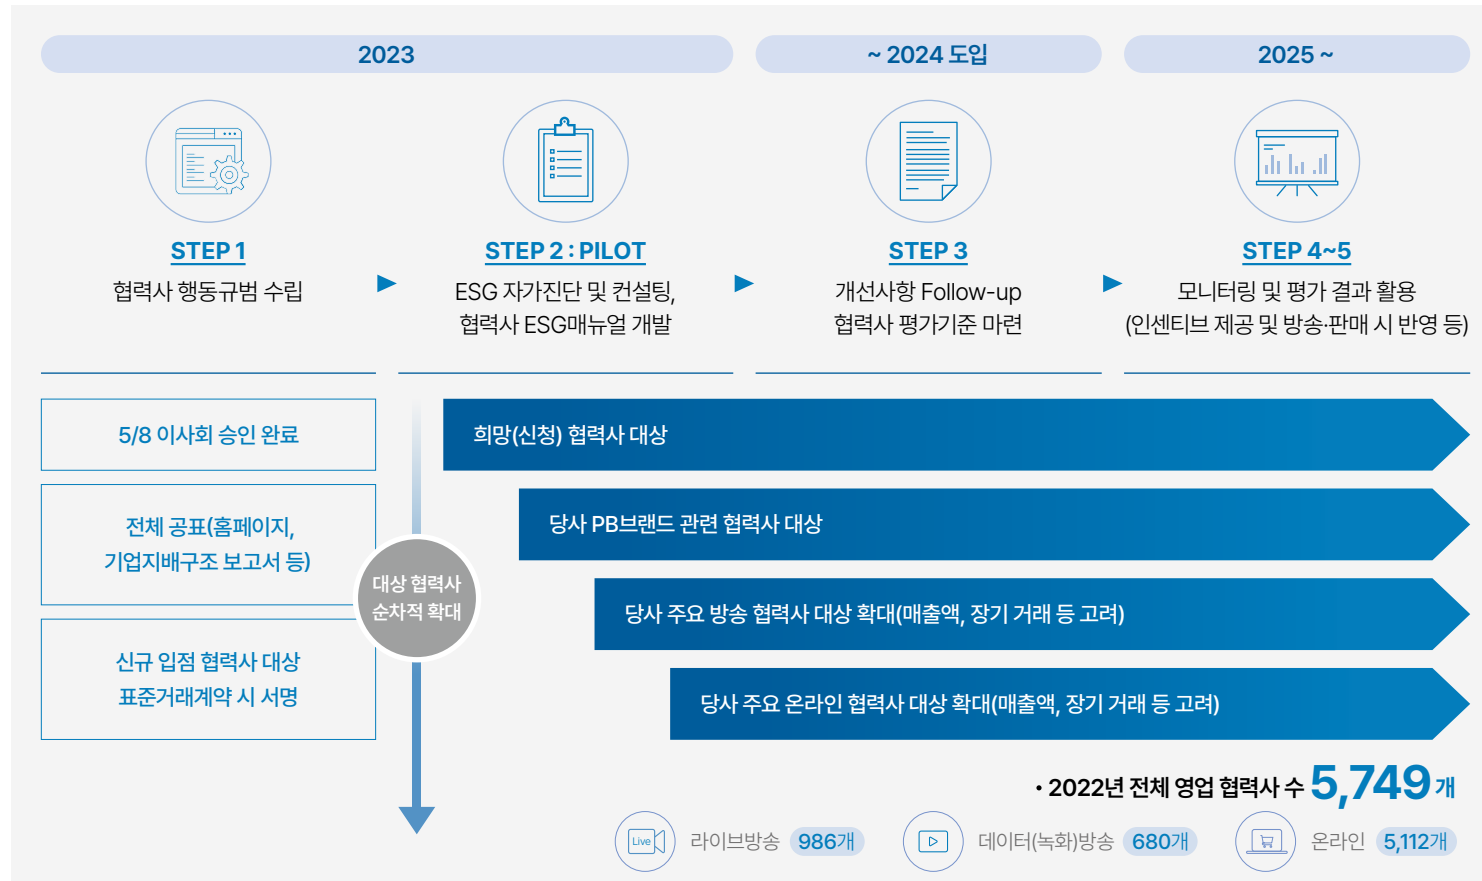 2023
~ 2024 도입
2025 ~
STEP 1
협력사 행동규범 수립
STEP 2 : PILOT
ESG 자가진단 및 컨설팅,
협력사 ESG매뉴얼 개발
STEP 3
개선사항 Follow-up
협력사 평가기준 마련
STEP 4~5
모니터링 및 평가 결과 활용
(인센티브 제공 및 방송·판매 시 반영 등)
5/8 이사회 승인 완료
전체 공표(홈페이지,
기업지배구조 보고서 등)
신규 입점 협력사 대상
표준거래계약 시 서명
대상 협력사
순차적 확대
희망(신청) 협력사 대상
당사 PB브랜드 관련 협력사 대상
당사 주요 방송 협력사 대상 확대(매출액, 장기 거래 등 고려)
당사 주요 온라인 협력사 대상 확대(매출액, 장기 거래 등 고려)
• 2022년 전체 영업 협력사 수 5,749 개
Live 라이브방송 986개
데이터(녹화)방송 680개
온라인 5,112개